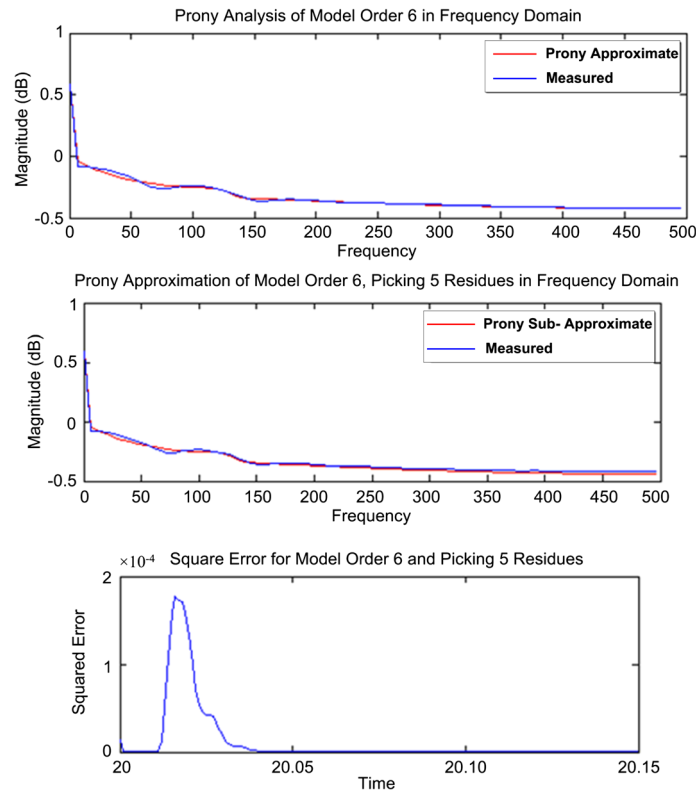 Prony Analysis of Model Order 6 in Frequency Domain
1
0.5
0
-0.5
Magnitude (dB)
Prony Approximate
Measured
0 50 100 150 200 250 300 350 400 450 500
Frequency
Prony Approximation of Model Order 6, Picking 5 Residues in Frequency Domain
1
0.5
0
-0.5
Magnitude (dB)
Prony Sub- Approximate
Measured
0 50 100 150 200 250 300 350 400 450 500
Frequency
×10-4 Square Error for Model Order 6 and Picking 5 Residues
2
1
0
Squared Error
20 20.05 20.10 20.15
Time